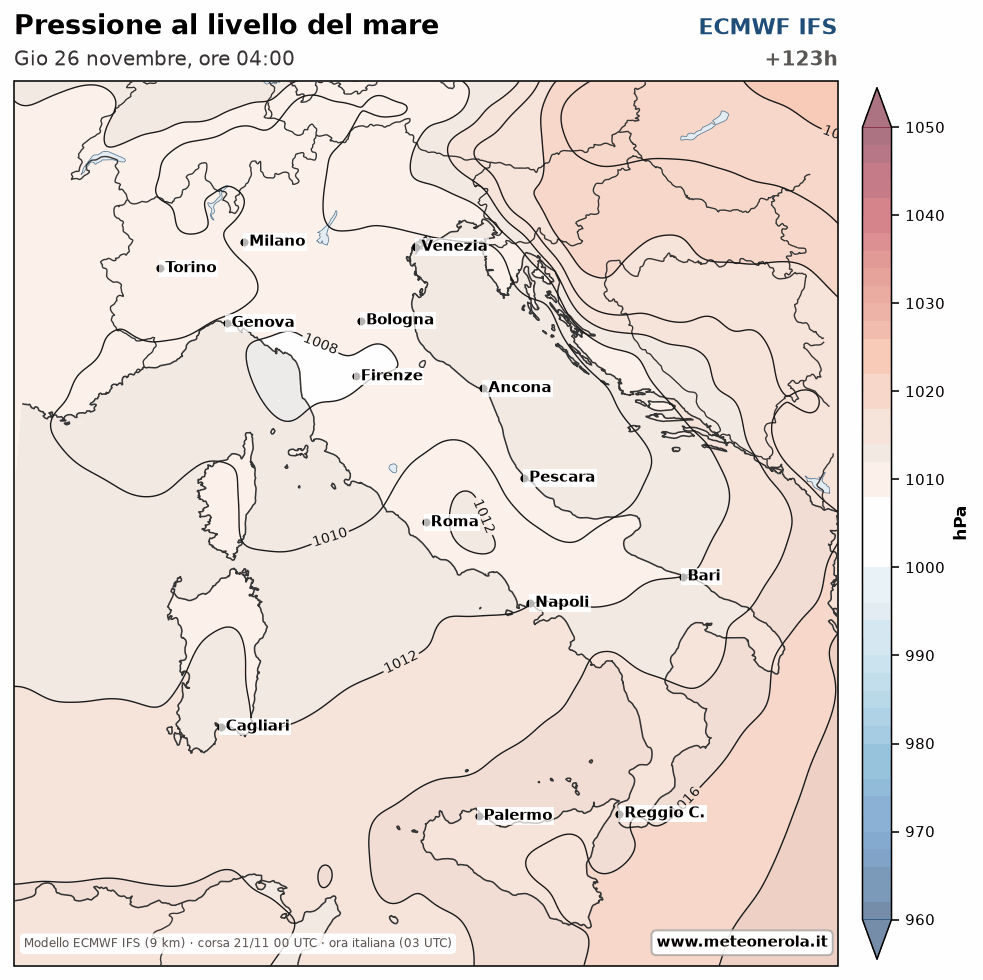 Pressione al livello del mare
ECMWF IFS
Gio 26 novembre, ore 04:00
+123h
1050
Milano
Venezia
1040
Torino
Genova
Bologna
1030
1008
Firenze
Ancona
1020
Pescara
1010
1012
Roma
1010
hPa
Bari
1000
Napoli
1012
990
Cagliari
980
Palermo
Reggio C.
016
970
960
Modello ECMWF IFS (9 km) · corsa 21/11 00 UTC · ora italiana (03 UTC)
www.meteonerola.it